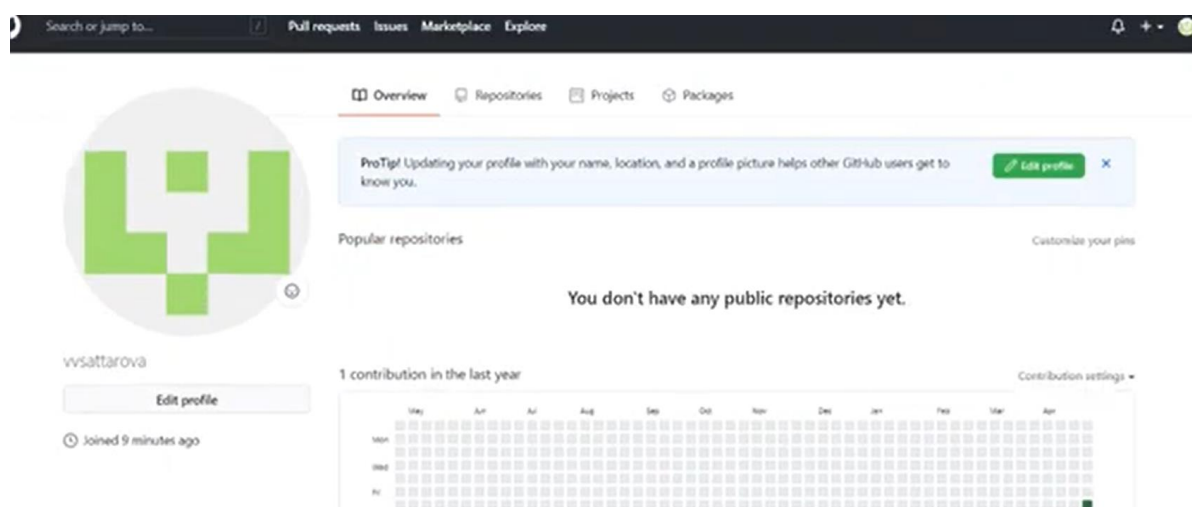 Search or jump to... /
Pull requests Issues Marketplace Explore
Overview Repositories Projects Packages
ProTip! Updating your profile with your name, location, and a profile picture helps other GitHub users get to
know you.
Edit profile
Popular repositories
Customize your pins
You don't have any public repositories yet.
vvsattarova
Edit profile
Joined 9 minutes ago
1 contribution in the last year
Contribution settings
May Jun Jul Aug Sep Oct Nov Dec Jan Feb Mar Apr
Mon
Wed
Fri